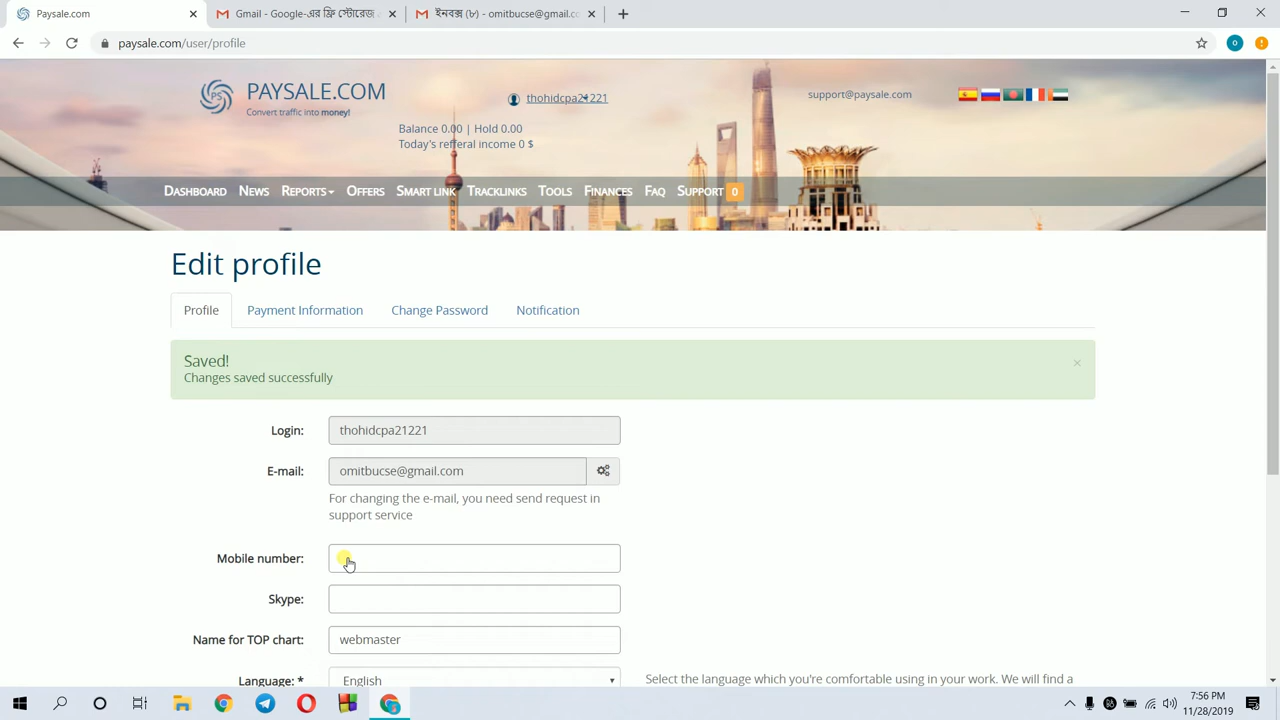 Paysale.com
Gmail - Google-এর ফ্রি স্টোরেজ
ইনবক্স (৮) - omitbucse@gmail.co
paysale.com/user/profile
PAYSALE.COM
Convert traffic into money!
thohidcpa21221
support@paysale.com
Balance 0.00 | Hold 0.00
Today's refferal income 0 $
DASHBOARD NEWS REPORTS OFFERS SMART LINK TRACKLINKS TOOLS FINANCES FAQ SUPPORT 0
Edit profile
Profile Payment Information Change Password Notification
Saved!
Changes saved successfully
Login: thohidcpa21221
E-mail: omitbucse@gmail.com
For changing the e-mail, you need send request in
support service
Mobile number:
Skype:
Name for TOP chart: webmaster
Language: * English Select the language which you're comfortable using in your work. We will find a
7:56 PM
11/28/2019